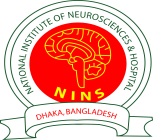 NATIONAL INSTITUTE OF NEUROSCIENCES & HOSPITAL
NINS
DHAKA, BANGLADESH